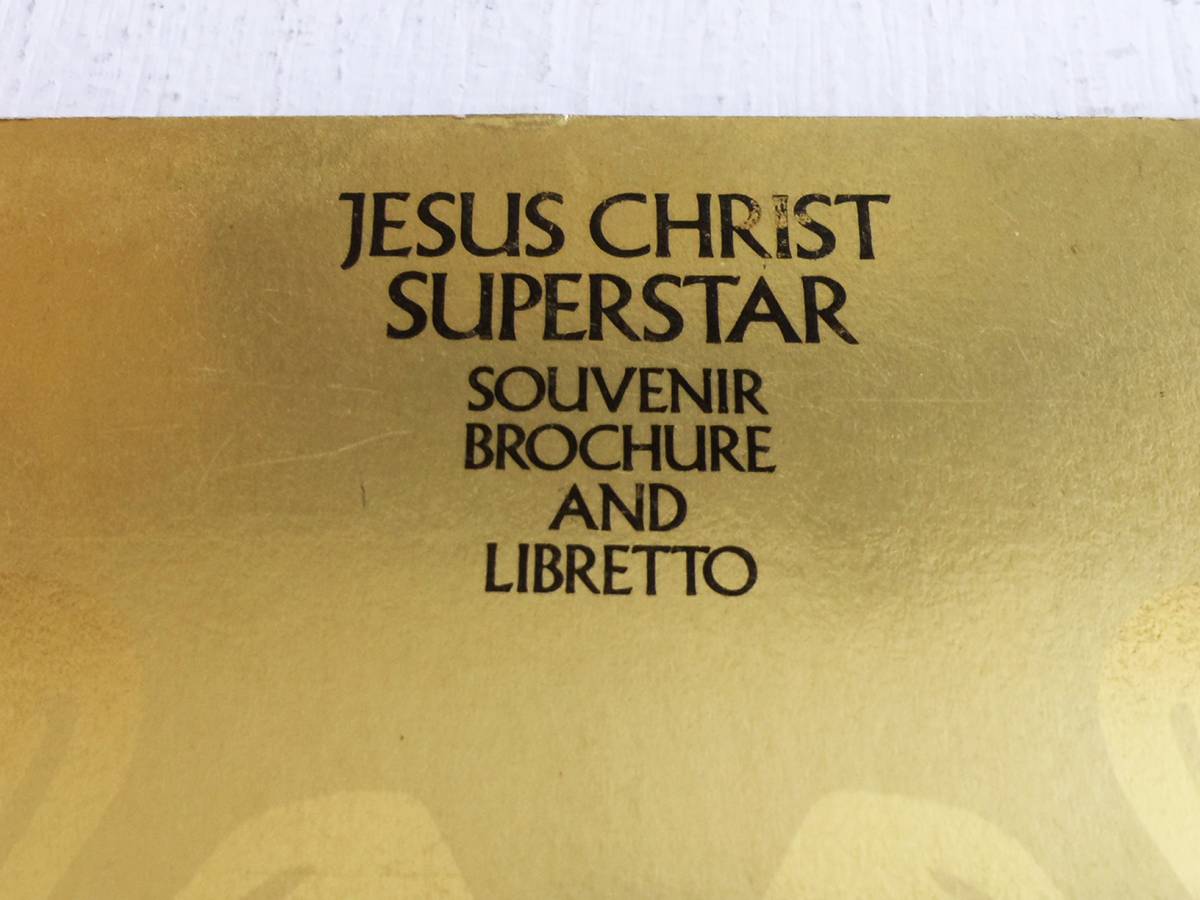 JESUS CHRIST
SUPERSTAR
SOUVENIR
BROCHURE
AND
LIBRETTO